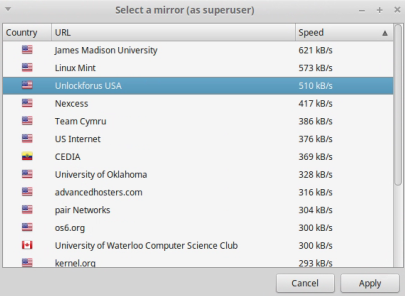 Select a mirror (as superuser)
Country URL Speed
James Madison University 621 kB/s
Linux Mint 573 kB/s
Unlockforus USA 510 kB/s
Nexcess 417 kB/s
Team Cymru 386 kB/s
US Internet 376 kB/s
CEDIA 369 kB/s
University of Oklahoma 328 kB/s
advancedhosters.com 316 kB/s
pair Networks 304 kB/s
os6.org 300 kB/s
University of Waterloo Computer Science Club 300 kB/s
kernel.org 293 kB/s
Cancel Apply